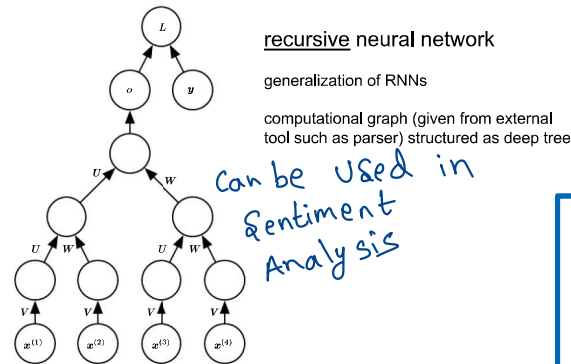 L
recursive neural network
o y
generalization of RNNs
computational graph (given from external
tool such as parser) structured as deep tree
U W
Can be used in
Sentiment
Analysis
U W U W
V V V V
x(1) x(2) x(3) x(4)